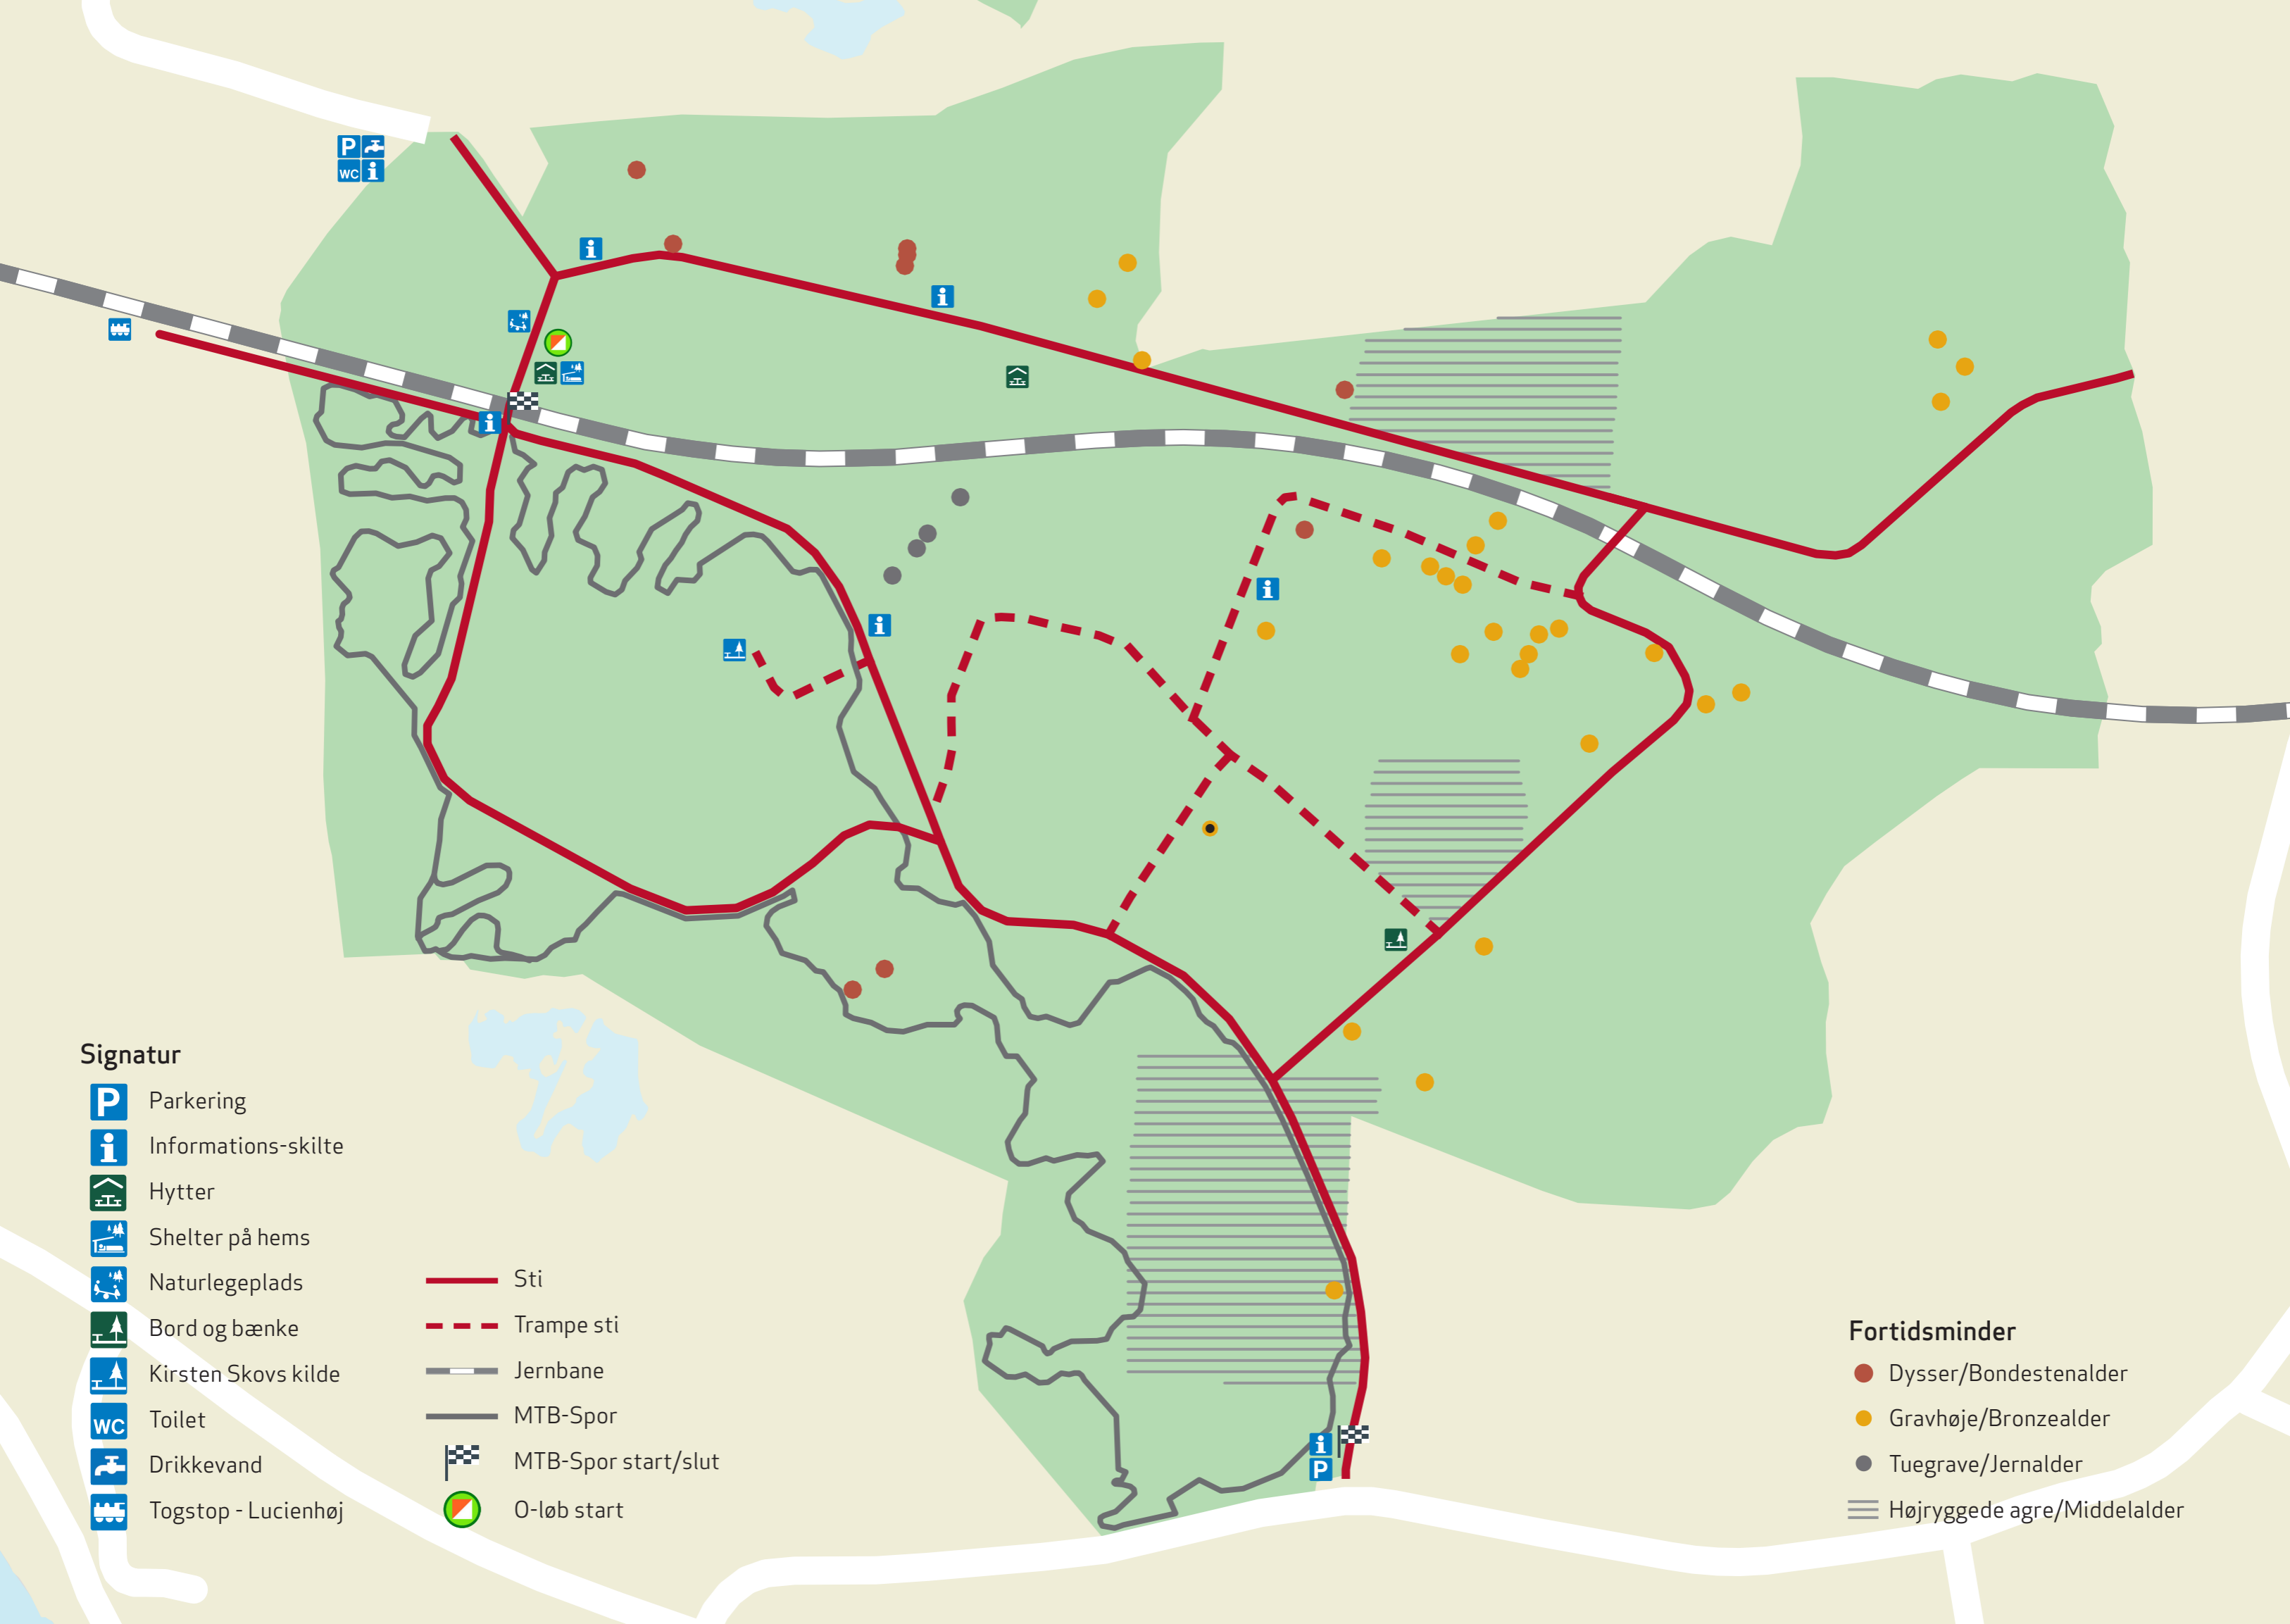 P
WC i
i
i
i
i
i
i
P
Signatur
P Parkering
i Informations-skilte
Hytter
Shelter på hems
Naturlegeplads
Bord og bænke
Kirsten Skovs kilde
WC Toilet
Drikkevand
Togstop - Lucienhøj
Sti
Trampe sti
Jernbane
MTB-Spor
MTB-Spor start/slut
O-løb start
Fortidsminder
Dysser/Bondestenalder
Gravhøje/Bronzealder
Tuegrave/Jernalder
Højryggede agre/Middelalder